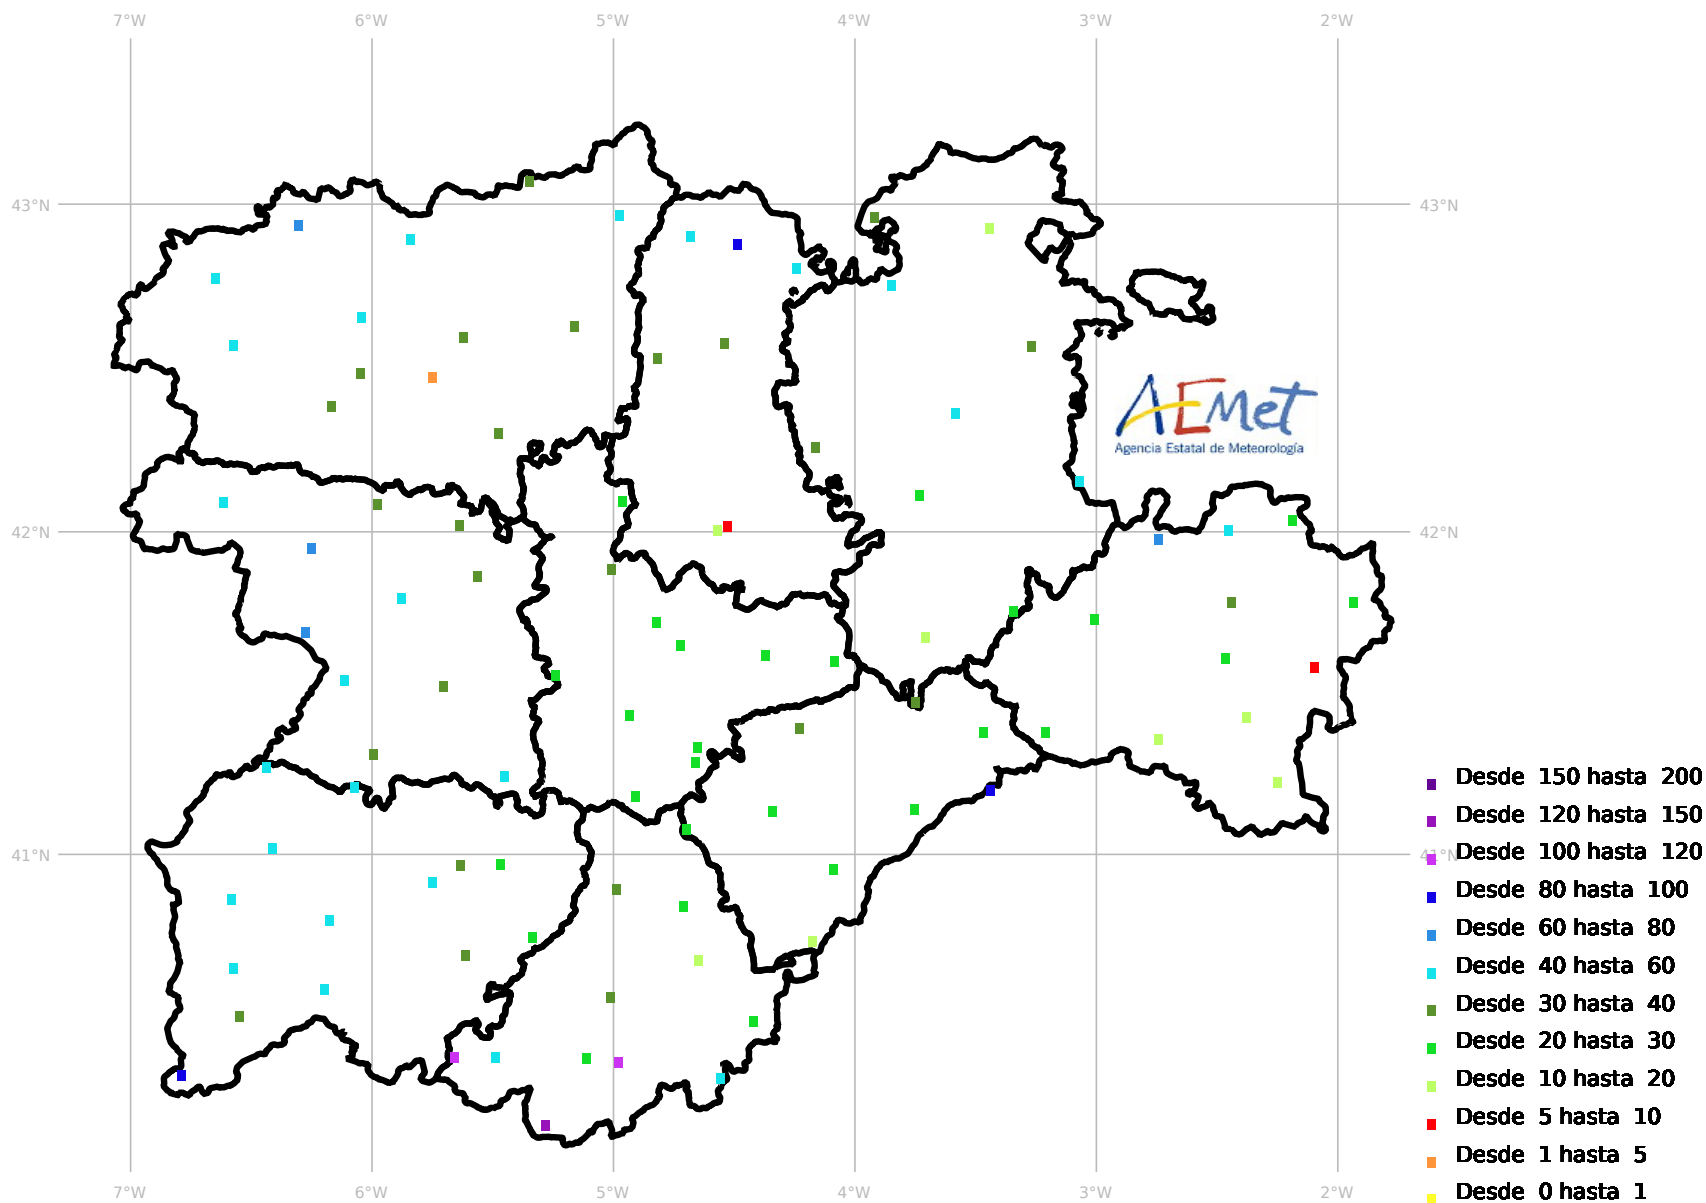 7°W 6°W 5°W 4°W 3°W 2°W
43°N 43°N
AEMet
Agencia Estatal de Meteorología
42°N 42°N
Desde 150 hasta 200
Desde 120 hasta 150
41°N 41°N
Desde 100 hasta 120
Desde 80 hasta 100
Desde 60 hasta 80
Desde 40 hasta 60
Desde 30 hasta 40
Desde 20 hasta 30
Desde 10 hasta 20
Desde 5 hasta 10
Desde 1 hasta 5
Desde 0 hasta 1
7°W 6°W 5°W 4°W 3°W 2°W